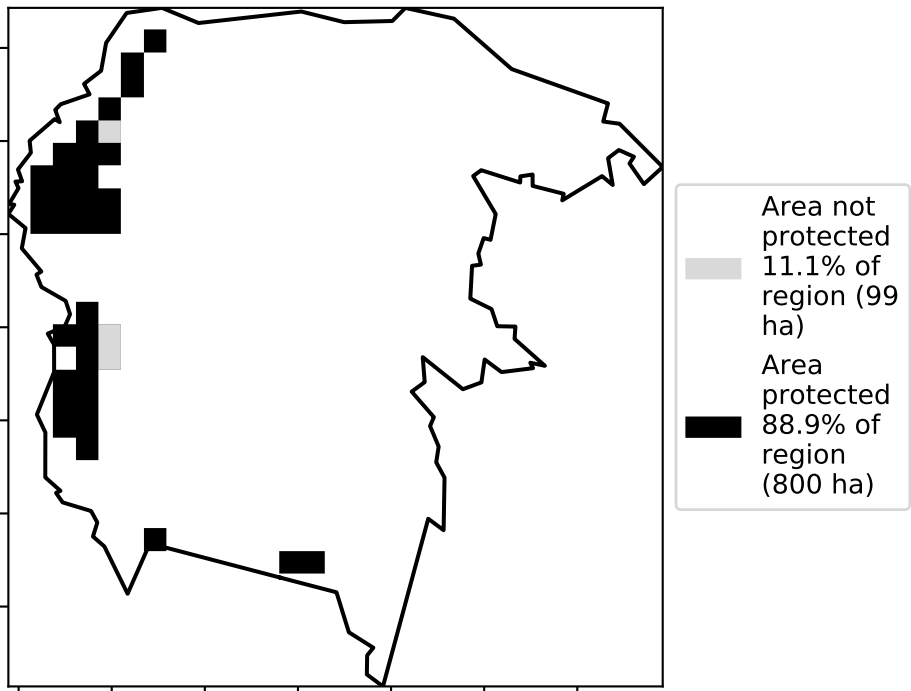 Area not
protected
11.1% of
region (99
ha)
Area
protected
88.9% of
region
(800 ha)